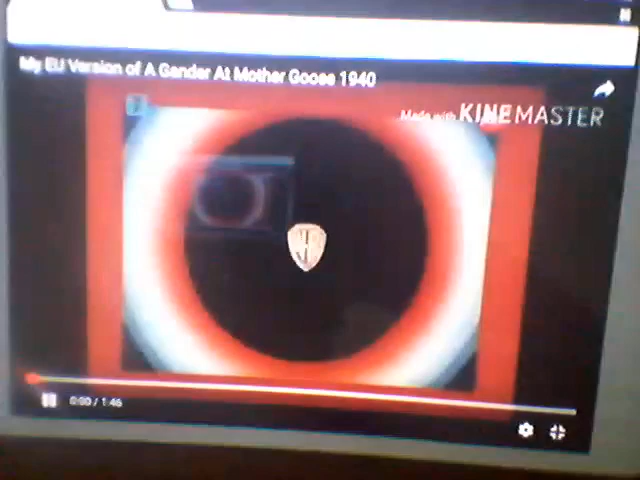 My EU Version of A Gander At Mother Goose 1940
Made with KINEMASTER
0:00 / 1:46